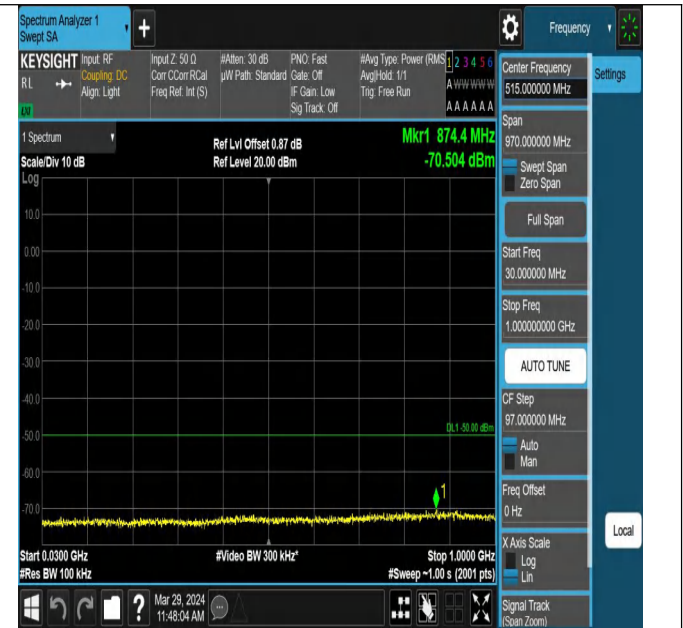 Spectrum Analyzer 1
Swept SA
Frequency
KEYSIGHT
RL
LXI
Input: RF
Coupling: DC
Align: Light
Input Z: 50 Ω
Corr CCorr RCal
Freq Ref: Int (S)
#Atten: 30 dB
µW Path: Standard
PNO: Fast
Gate: Off
IF Gain: Low
Sig Track: Off
#Avg Type: Power (RMS
Avg|Hold: 1/1
Trig: Free Run
1 2 3 4 5 6
A W W W W W
A A A A A A
1 Spectrum
Scale/Div 10 dB
Log
Ref Lvl Offset 0.87 dB
Ref Level 20.00 dBm
Mkr1 874.4 MHz
-70.504 dBm
10.0
0.00
-10.0
-20.0
-30.0
-40.0
-50.0
-60.0
-70.0
DL1 -50.00 dBm
1
Start 0.0300 GHz
#Res BW 100 kHz
#Video BW 300 kHz*
Stop 1.0000 GHz
#Sweep ~1.00 s (2001 pts)
?
Mar 29, 2024
11:48:04 AM
Center Frequency
515.000000 MHz
Settings
Span
970.000000 MHz
Swept Span
Zero Span
Full Span
Start Freq
30.000000 MHz
Stop Freq
1.000000000 GHz
AUTO TUNE
CF Step
97.000000 MHz
Auto
Man
Freq Offset
0 Hz
Local
X Axis Scale
Log
Lin
Signal Track
(Span Zoom)